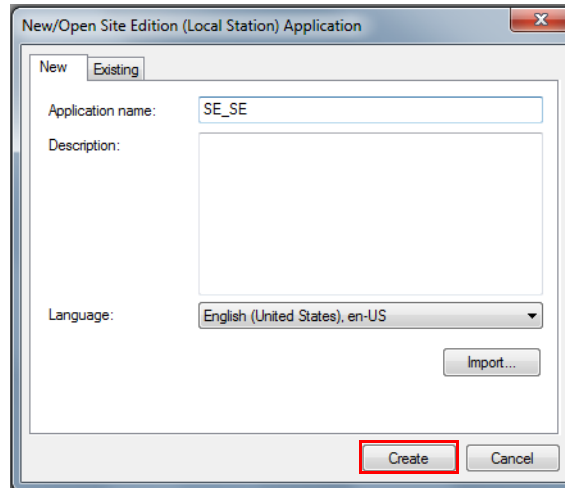 New/Open Site Edition (Local Station) Application
New Existing
Application name: SE_SE
Description:
Language: English (United States), en-US
Import...
Create Cancel